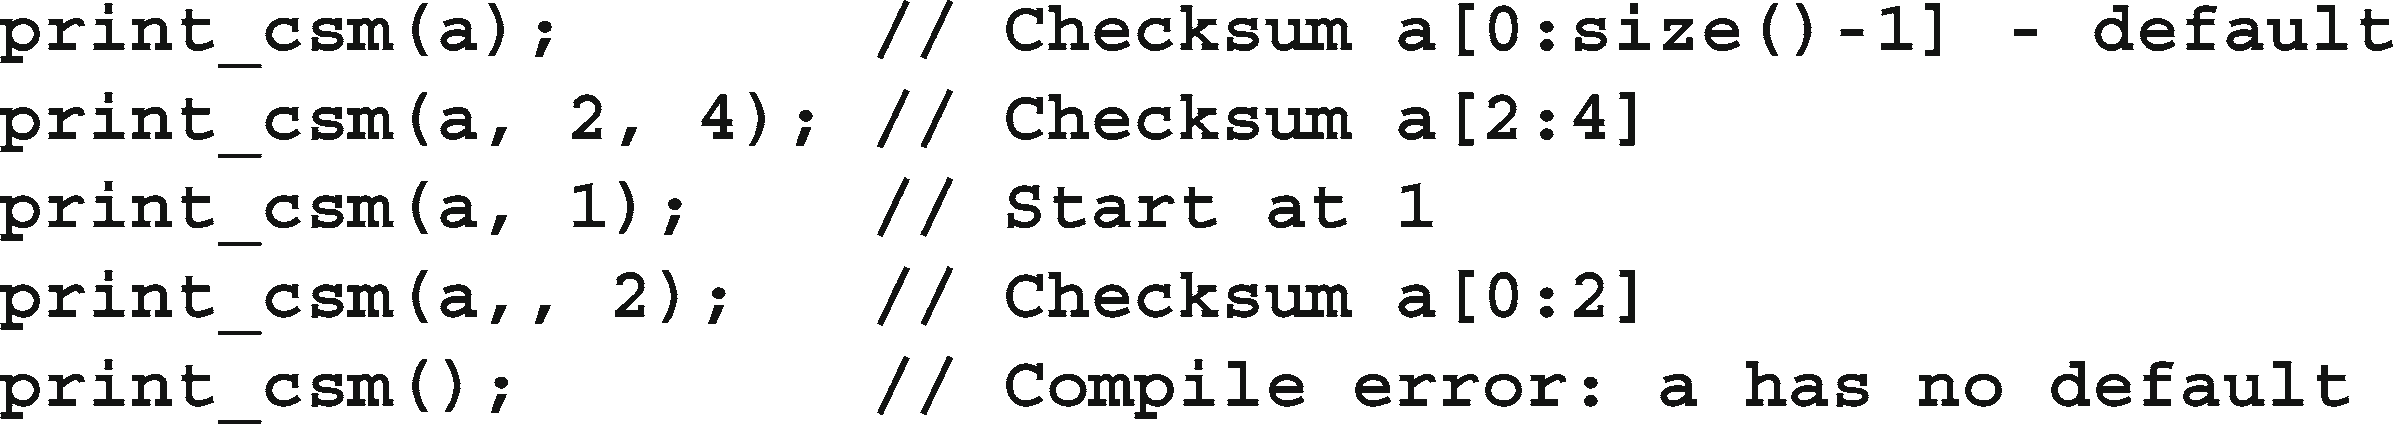 print_csm(a);        // Checksum a[0:size()-1] - default
print_csm(a, 2, 4);  // Checksum a[2:4]
print_csm(a, 1);     // Start at 1
print_csm(a,, 2);    // Checksum a[0:2]
print_csm();         // Compile error: a has no default